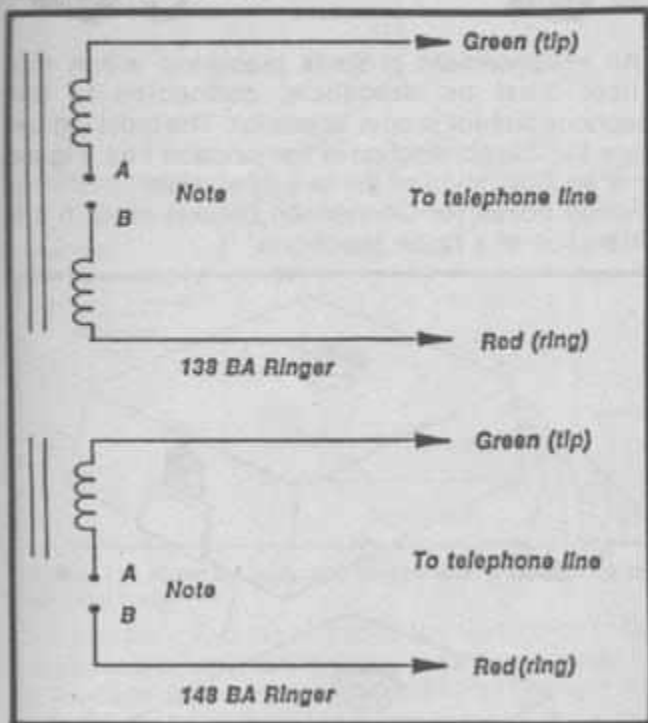 Green (tip)
A
Note
To telephone line
B
Red (ring)
138 BA Ringer
Green (tip)
To telephone line
A
Note
B
Red (ring)
148 BA Ringer